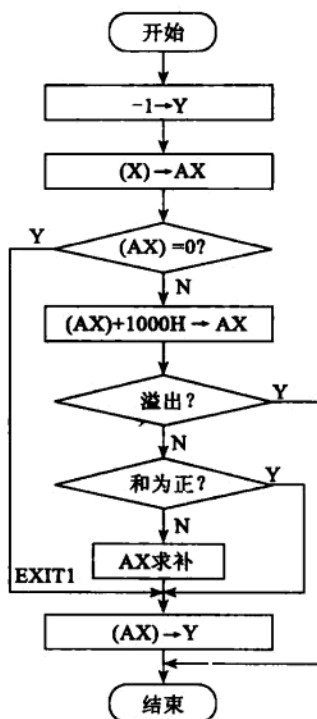 开始
-1→Y
(X)→AX
Y
(AX)=0?
N
(AX)+1000H→AX
溢出?
Y
N
和为正?
Y
N
AX求补
EXIT1
(AX)→Y
结束